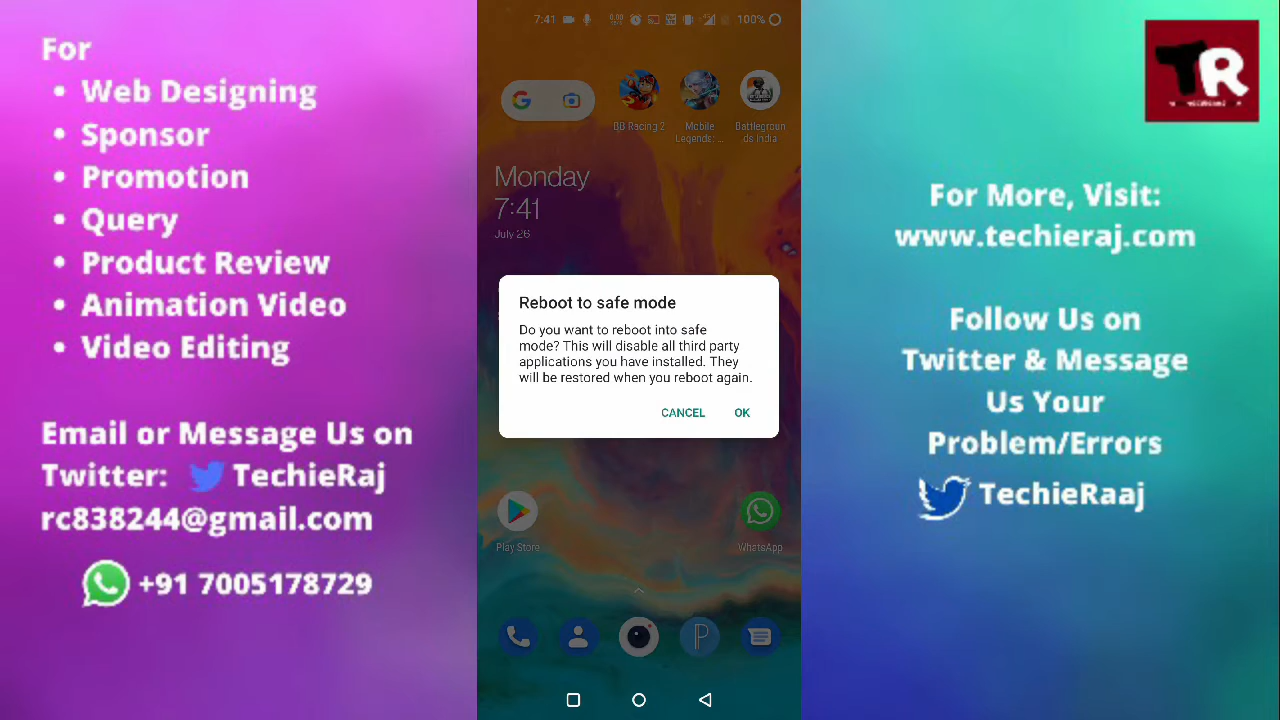 For
• Web Designing
• Sponsor
• Promotion
• Query
• Product Review
• Animation Video
• Video Editing
Email or Message Us on
Twitter: TechieRaj
rc838244@gmail.com
+91 7005178729
7:41
100%
BB Racing 2
Mobile
Legends: ...
Battlegroun
ds India
Monday
7:41
July 26
Reboot to safe mode
Do you want to reboot into safe
mode? This will disable all third party
applications you have installed. They
will be restored when you reboot again.
CANCEL OK
Play Store
WhatsApp
TR
For More, Visit:
www.techieraj.com
Follow Us on
Twitter & Message
Us Your
Problem/Errors
TechieRaaj